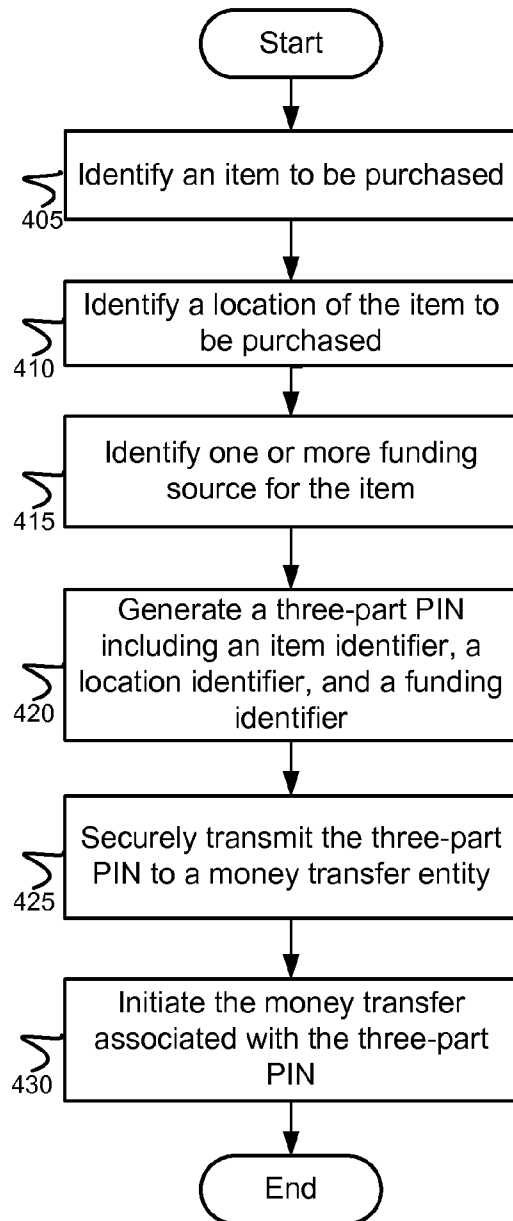 Start
Identify an item to be purchased
405
Identify a location of the item to
be purchased
410
Identify one or more funding
source for the item
415
Generate a three-part PIN
including an item identifier, a
location identifier, and a funding
identifier
420
Securely transmit the three-part
PIN to a money transfer entity
425
Initiate the money transfer
associated with the three-part
PIN
430
End